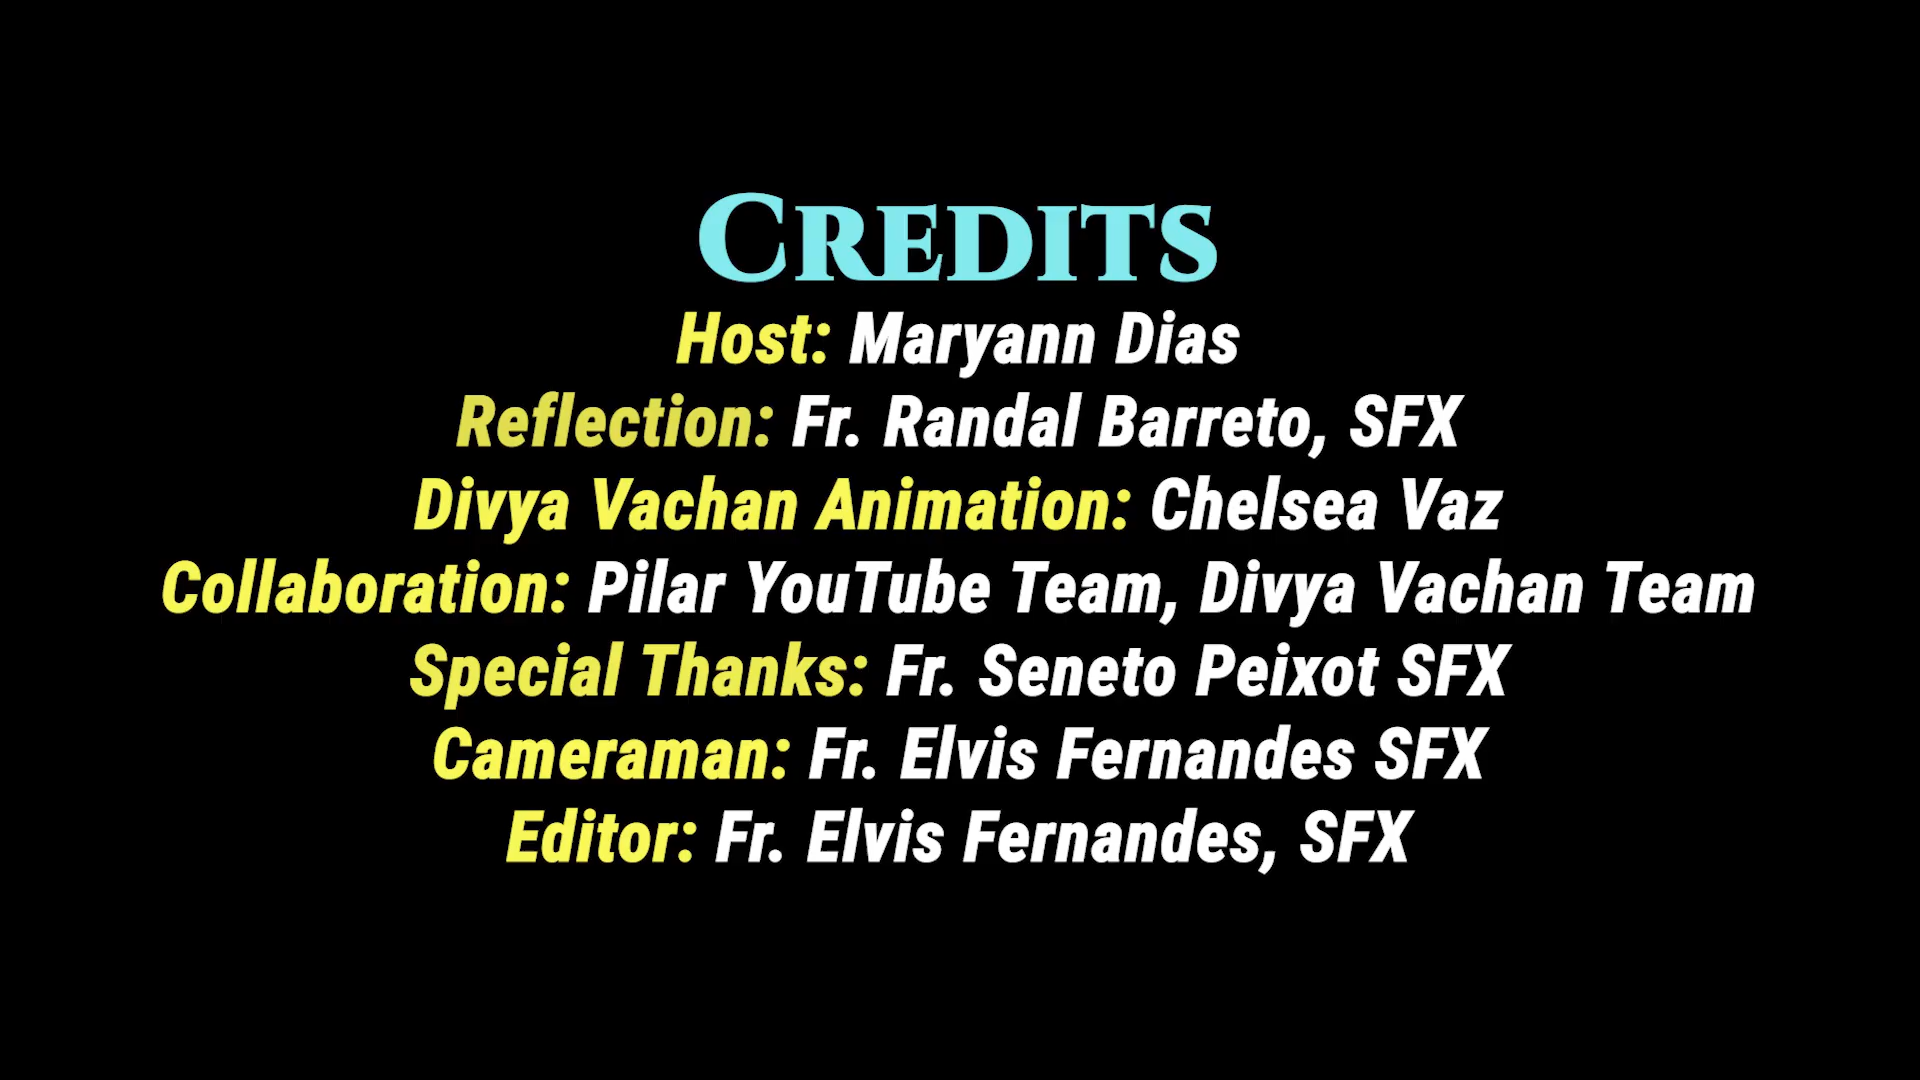 CREDITS
Host: Maryann Dias
Reflection: Fr. Randal Barreto, SFX
Divya Vachan Animation: Chelsea Vaz
Collaboration: Pilar YouTube Team, Divya Vachan Team
Special Thanks: Fr. Seneto Peixot SFX
Cameraman: Fr. Elvis Fernandes SFX
Editor: Fr. Elvis Fernandes, SFX